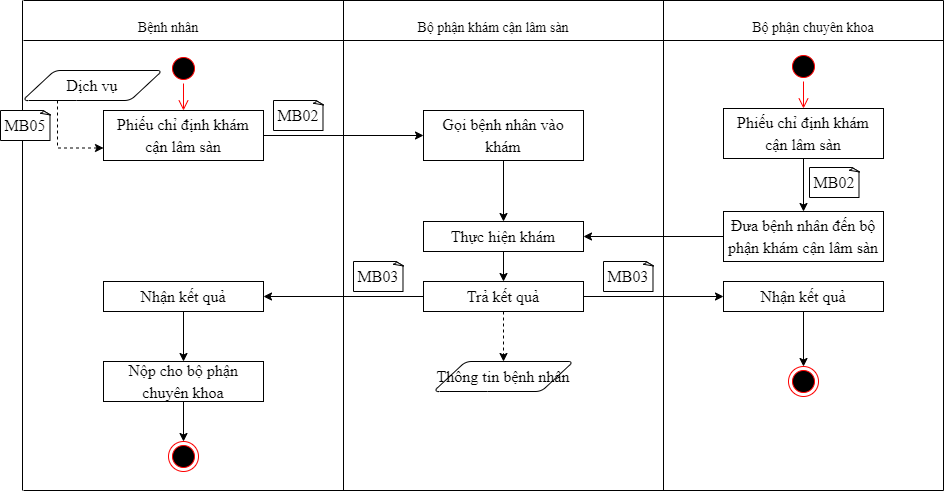 Bệnh nhân
Bộ phận khám cận lâm sàn
Bộ phận chuyên khoa
Dịch vụ
MB05
Phiếu chỉ định khám
cận lâm sàn
MB02
Gọi bệnh nhân vào
khám
Phiếu chỉ định khám
cận lâm sàn
MB02
Thực hiện khám
Đưa bệnh nhân đến bộ
phận khám cận lâm sàn
Nhận kết quả
MB03
Trả kết quả
MB03
Nhận kết quả
Nộp cho bộ phận
chuyên khoa
Thông tin bệnh nhân